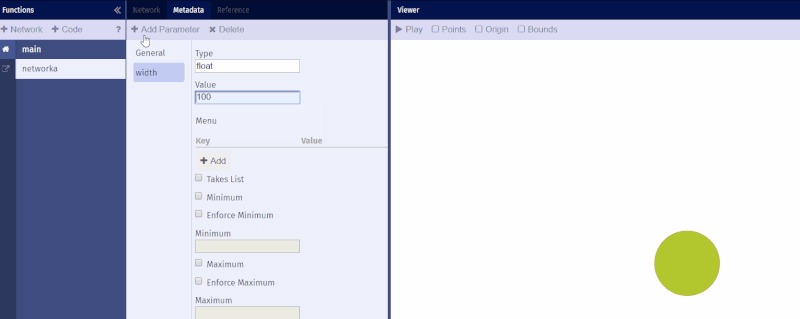 Functions
Network Code ?
main
networka
Network Metadata Reference
Add Parameter Delete
General
width
Type
float
Value
100
Menu
Key Value
Add
Takes List
Minimum
Enforce Minimum
Minimum
Maximum
Enforce Maximum
Maximum
Viewer
Play Points Origin Bounds